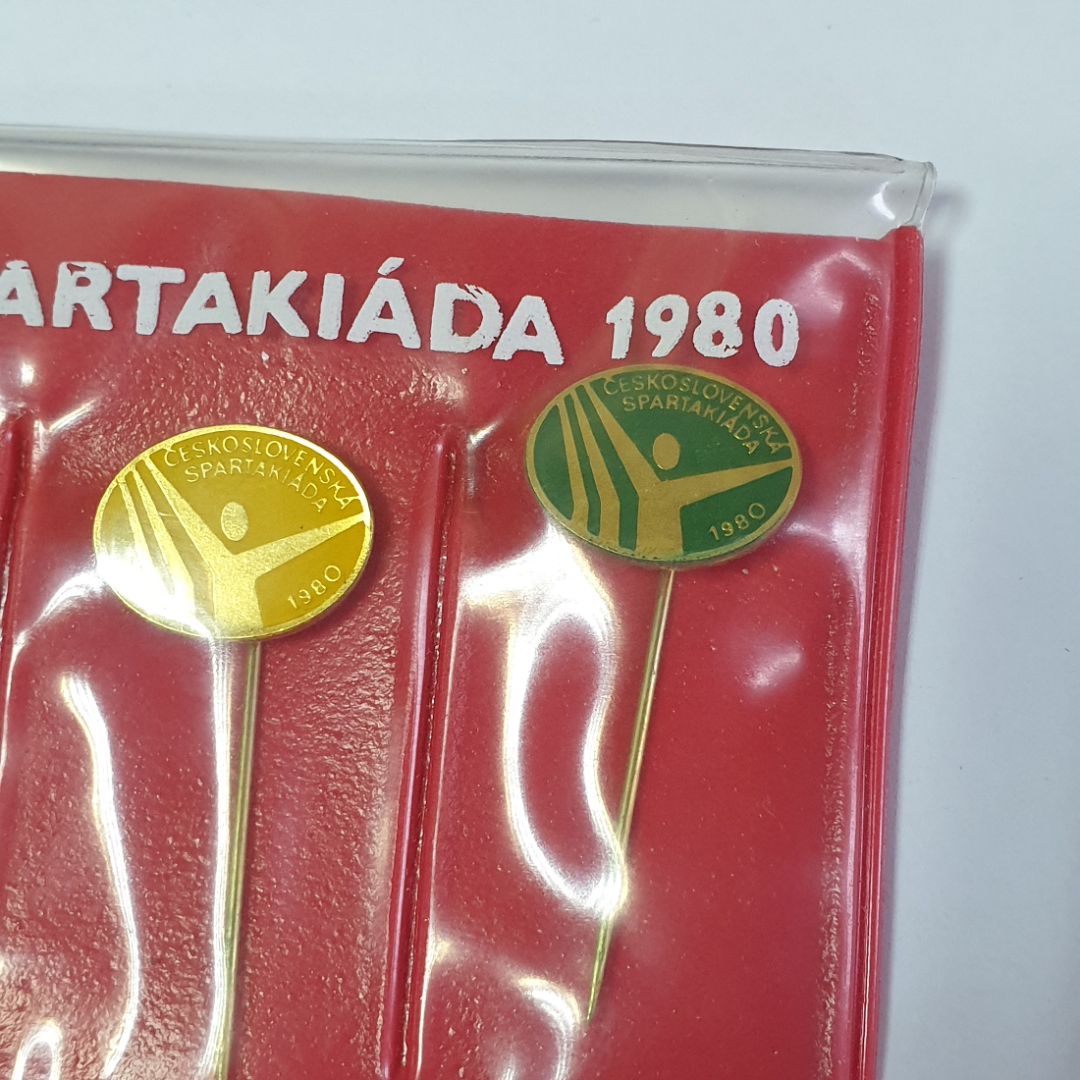 ARTAKIÁDA 1980
ČESKOSLOVENSKÁ
SPARTAKIÁDA
1980
ČESKOSLOVENSKÁ
SPARTAKIÁDA
1980